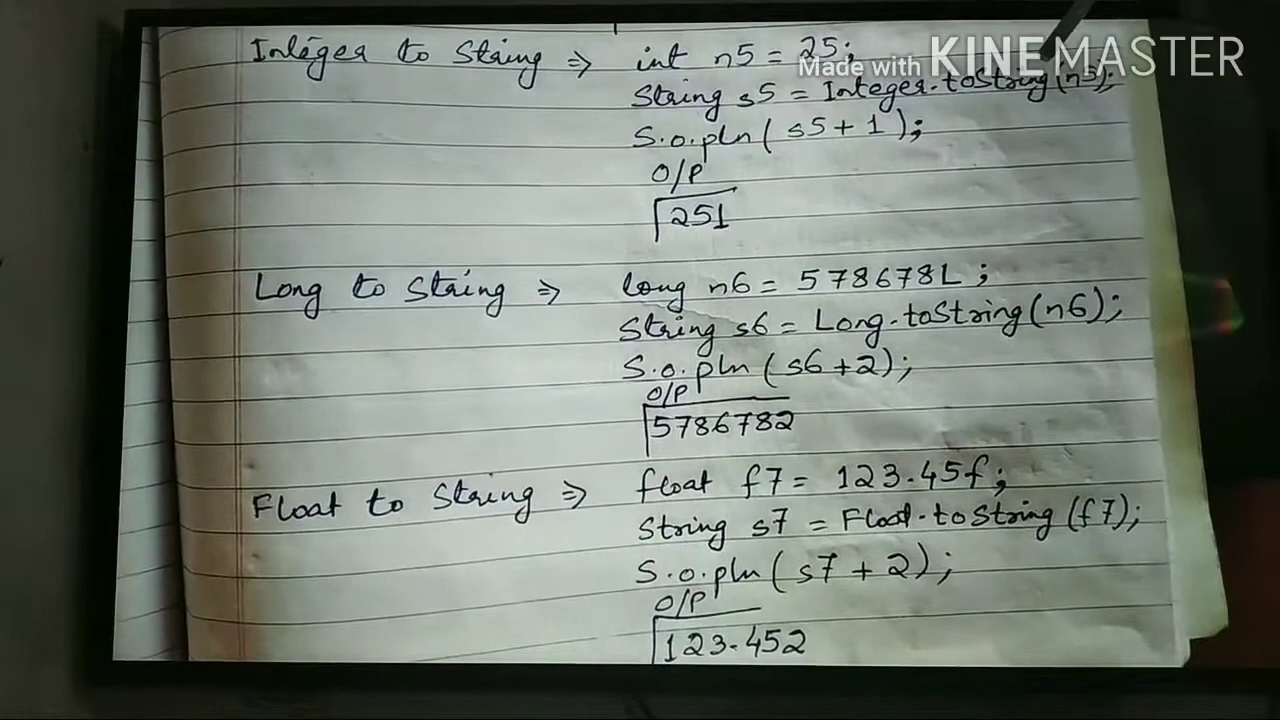 Integer to String ⇒ int n5 = 25;
Made with KINEMASTER
String s5 = Integer.toString(n5);
S.o.pln(s5+1);
O/P
251
Long to String ⇒ long n6 = 578678L;
String s6 = Long.toString(n6);
S.o.pln(s6+2);
O/P
5786782
Float to String ⇒ float f7 = 123.45f;
String s7 = Float.toString(f7);
S.o.pln(s7+2);
O/P
123.452